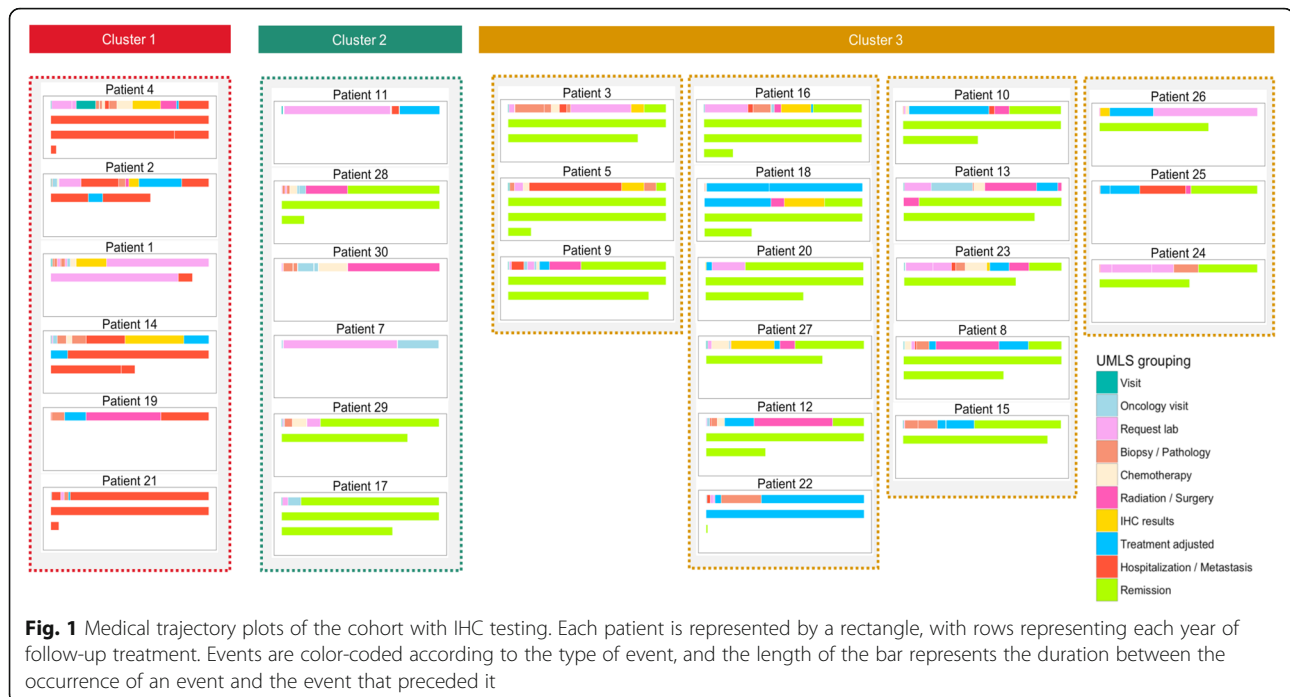 Cluster 1
Cluster 2
Cluster 3
Patient 4
Patient 2
Patient 1
Patient 14
Patient 19
Patient 21
Patient 11
Patient 28
Patient 30
Patient 7
Patient 29
Patient 17
Patient 3
Patient 5
Patient 9
Patient 16
Patient 18
Patient 20
Patient 27
Patient 12
Patient 22
Patient 10
Patient 13
Patient 23
Patient 8
Patient 15
Patient 26
Patient 25
Patient 24
UMLS grouping
Visit
Oncology visit
Request lab
Biopsy / Pathology
Chemotherapy
Radiation / Surgery
IHC results
Treatment adjusted
Hospitalization / Metastasis
Remission
Fig. 1 Medical trajectory plots of the cohort with IHC testing. Each patient is represented by a rectangle, with rows representing each year of
follow-up treatment. Events are color-coded according to the type of event, and the length of the bar represents the duration between the
occurrence of an event and the event that preceded it